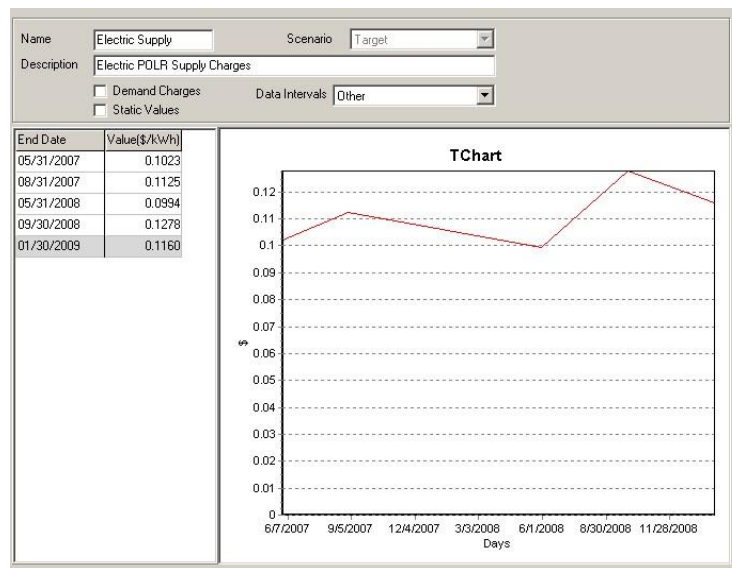 Name Electric Supply Scenario Target
Description Electric POLR Supply Charges
Demand Charges Data Intervals Other
Static Values
End Date Value($/kWh)
05/31/2007 0.1023
08/31/2007 0.1125
05/31/2008 0.0994
09/30/2008 0.1278
01/30/2009 0.1160
TChart
0.12
0.11
0.1
0.09
0.08
0.07
$
0.06
0.05
0.04
0.03
0.02
0.01
0
6/7/2007 9/5/2007 12/4/2007 3/3/2008 6/1/2008 8/30/2008 11/28/2008
Days